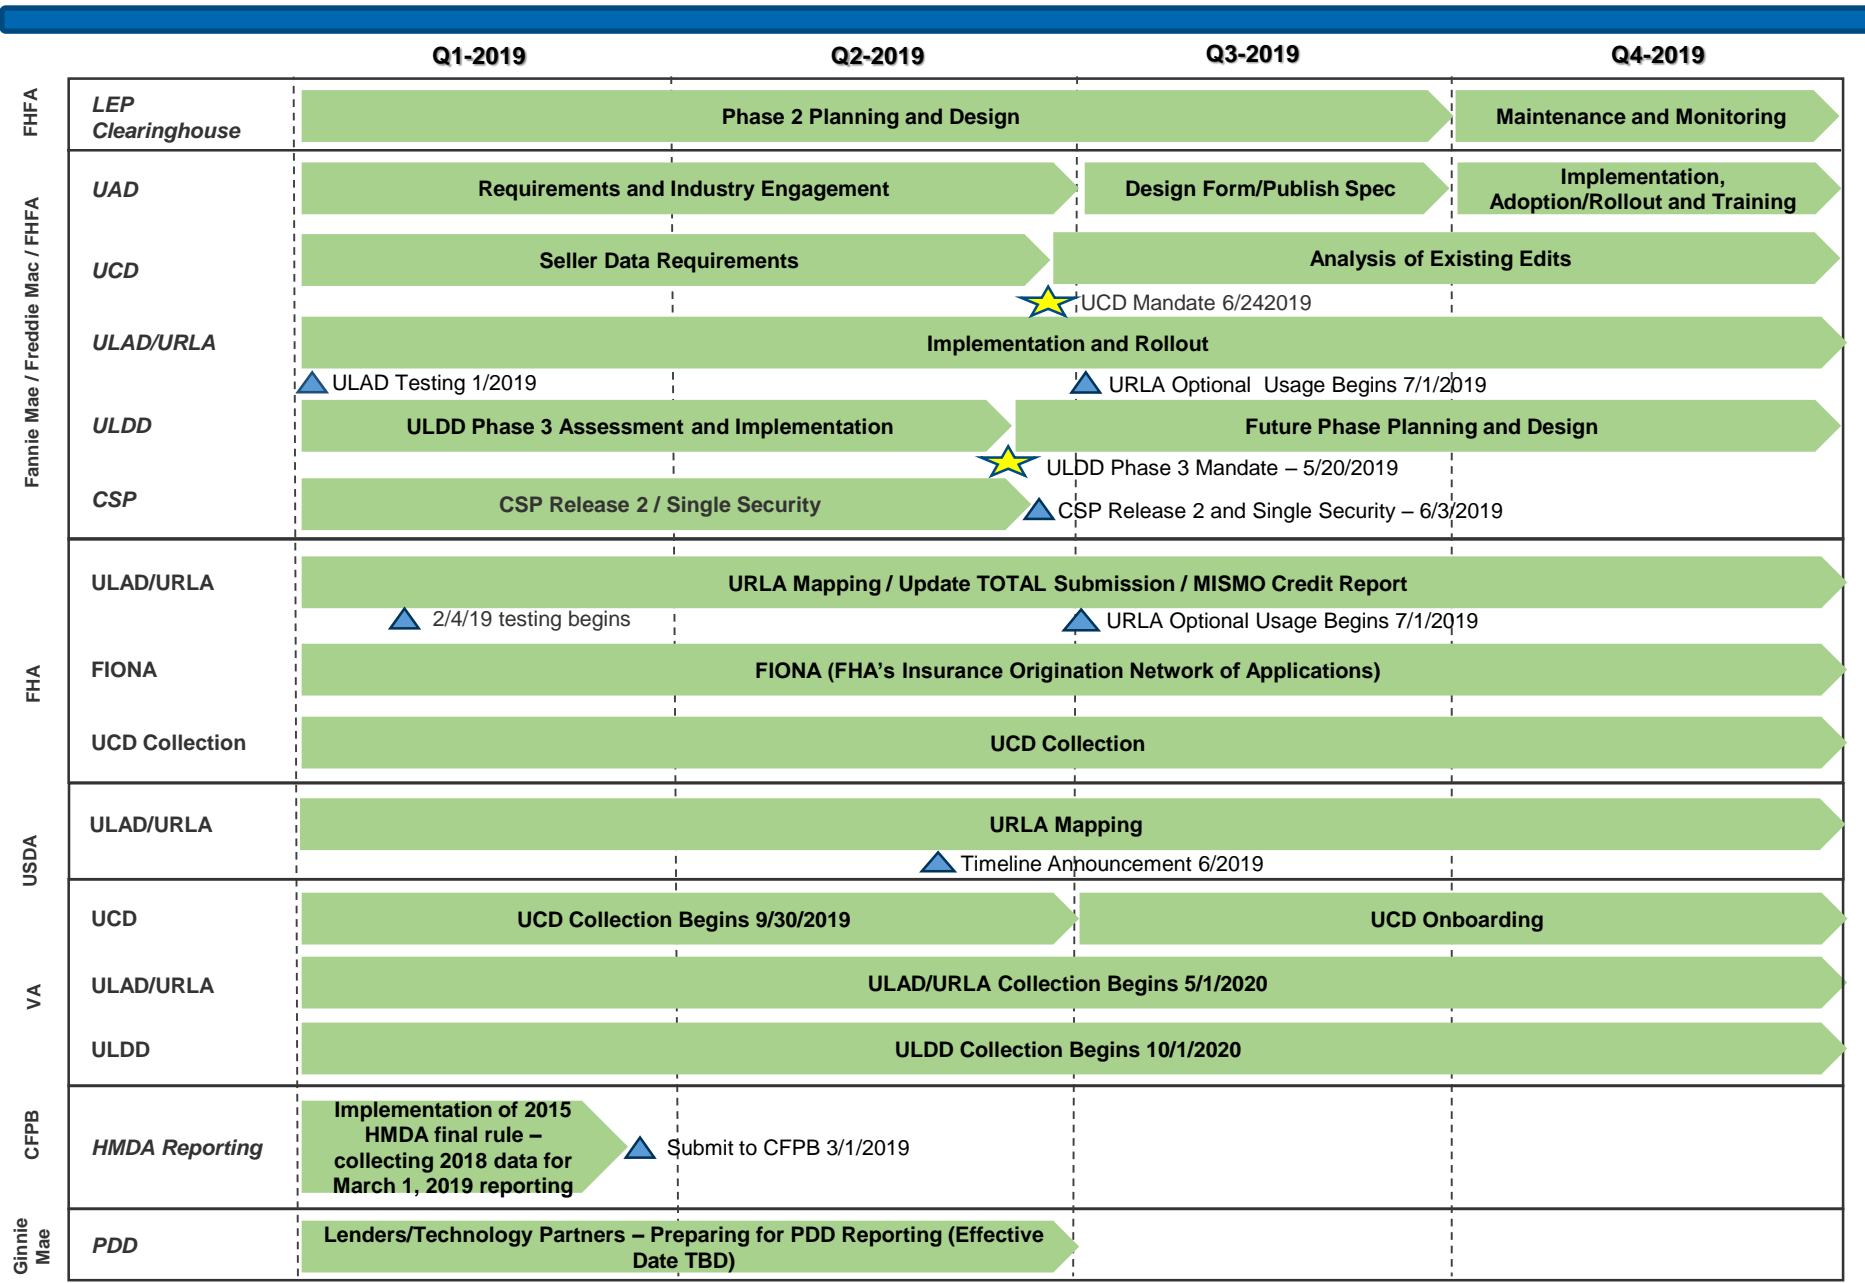 Q1-2019 Q2-2019 Q3-2019 Q4-2019
FHFA
LEP
Clearinghouse
Phase 2 Planning and Design
Maintenance and Monitoring
Fannie Mae / Freddie Mac / FHFA
UAD
Requirements and Industry Engagement
Design Form/Publish Spec
Implementation,
Adoption/Rollout and Training
UCD
Seller Data Requirements
Analysis of Existing Edits
UCD Mandate 6/242019
ULAD/URLA
Implementation and Rollout
ULAD Testing 1/2019
URLA Optional Usage Begins 7/1/2019
ULDD
ULDD Phase 3 Assessment and Implementation
Future Phase Planning and Design
ULDD Phase 3 Mandate – 5/20/2019
CSP
CSP Release 2 / Single Security
CSP Release 2 and Single Security – 6/3/2019
FHA
ULAD/URLA
URLA Mapping / Update TOTAL Submission / MISMO Credit Report
2/4/19 testing begins
URLA Optional Usage Begins 7/1/2019
FIONA
FIONA (FHA's Insurance Origination Network of Applications)
UCD Collection
UCD Collection
USDA
ULAD/URLA
URLA Mapping
Timeline Announcement 6/2019
VA
UCD
UCD Collection Begins 9/30/2019
UCD Onboarding
ULAD/URLA
ULAD/URLA Collection Begins 5/1/2020
ULDD
ULDD Collection Begins 10/1/2020
CFPB
HMDA Reporting
Implementation of 2015
HMDA final rule –
collecting 2018 data for
March 1, 2019 reporting
Submit to CFPB 3/1/2019
Ginnie
Mae
PDD
Lenders/Technology Partners – Preparing for PDD Reporting (Effective
Date TBD)